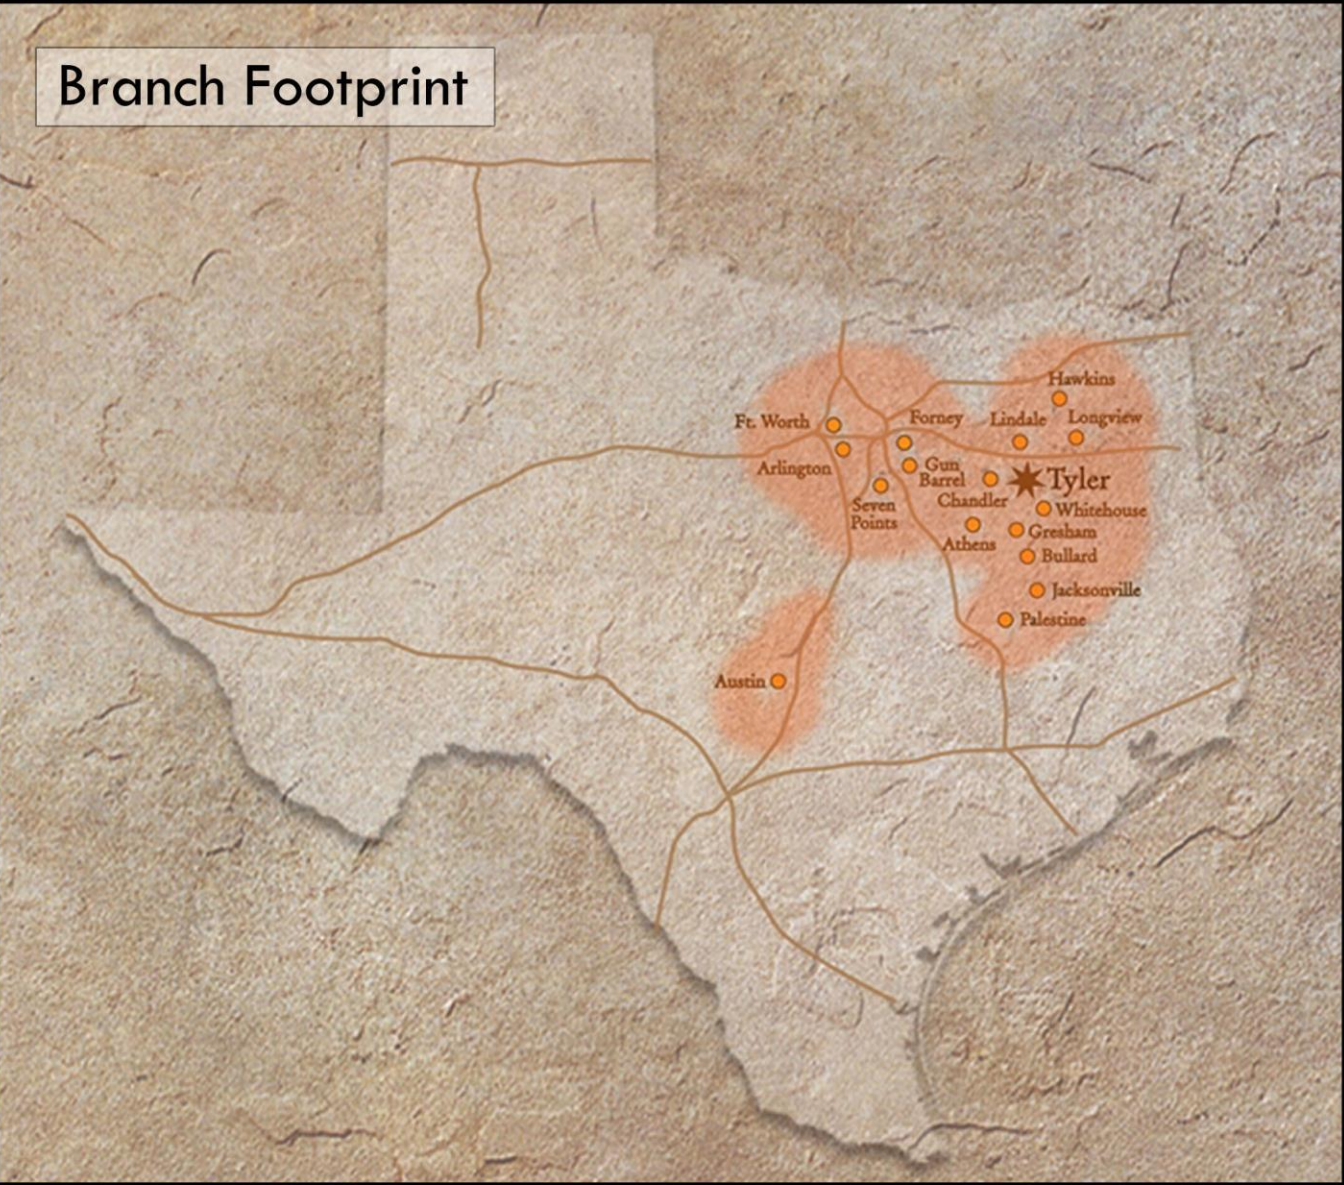 Branch Footprint
Hawkins
Ft. Worth
Forney
Lindale
Longview
Arlington
Gun
Barrel
Tyler
Chandler
Seven
Points
Whitehouse
Gresham
Athens
Bullard
Jacksonville
Palestine
Austin